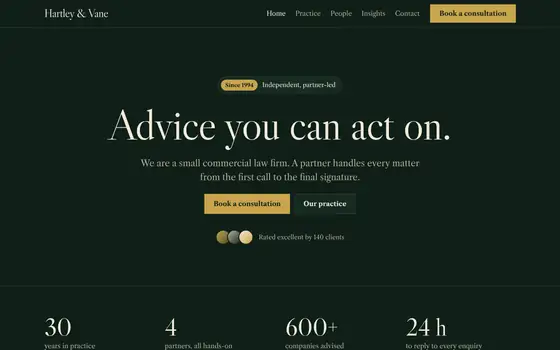 Hartley & Vane
Home Practice People Insights Contact Book a consultation
Since 1994 Independent, partner-led
Advice you can act on.
We are a small commercial law firm. A partner handles every matter
from the first call to the final signature.
Book a consultation Our practice
Rated excellent by 140 clients
30 4 600+ 24 h
years in practice partners, all hands-on companies advised to reply to every enquiry